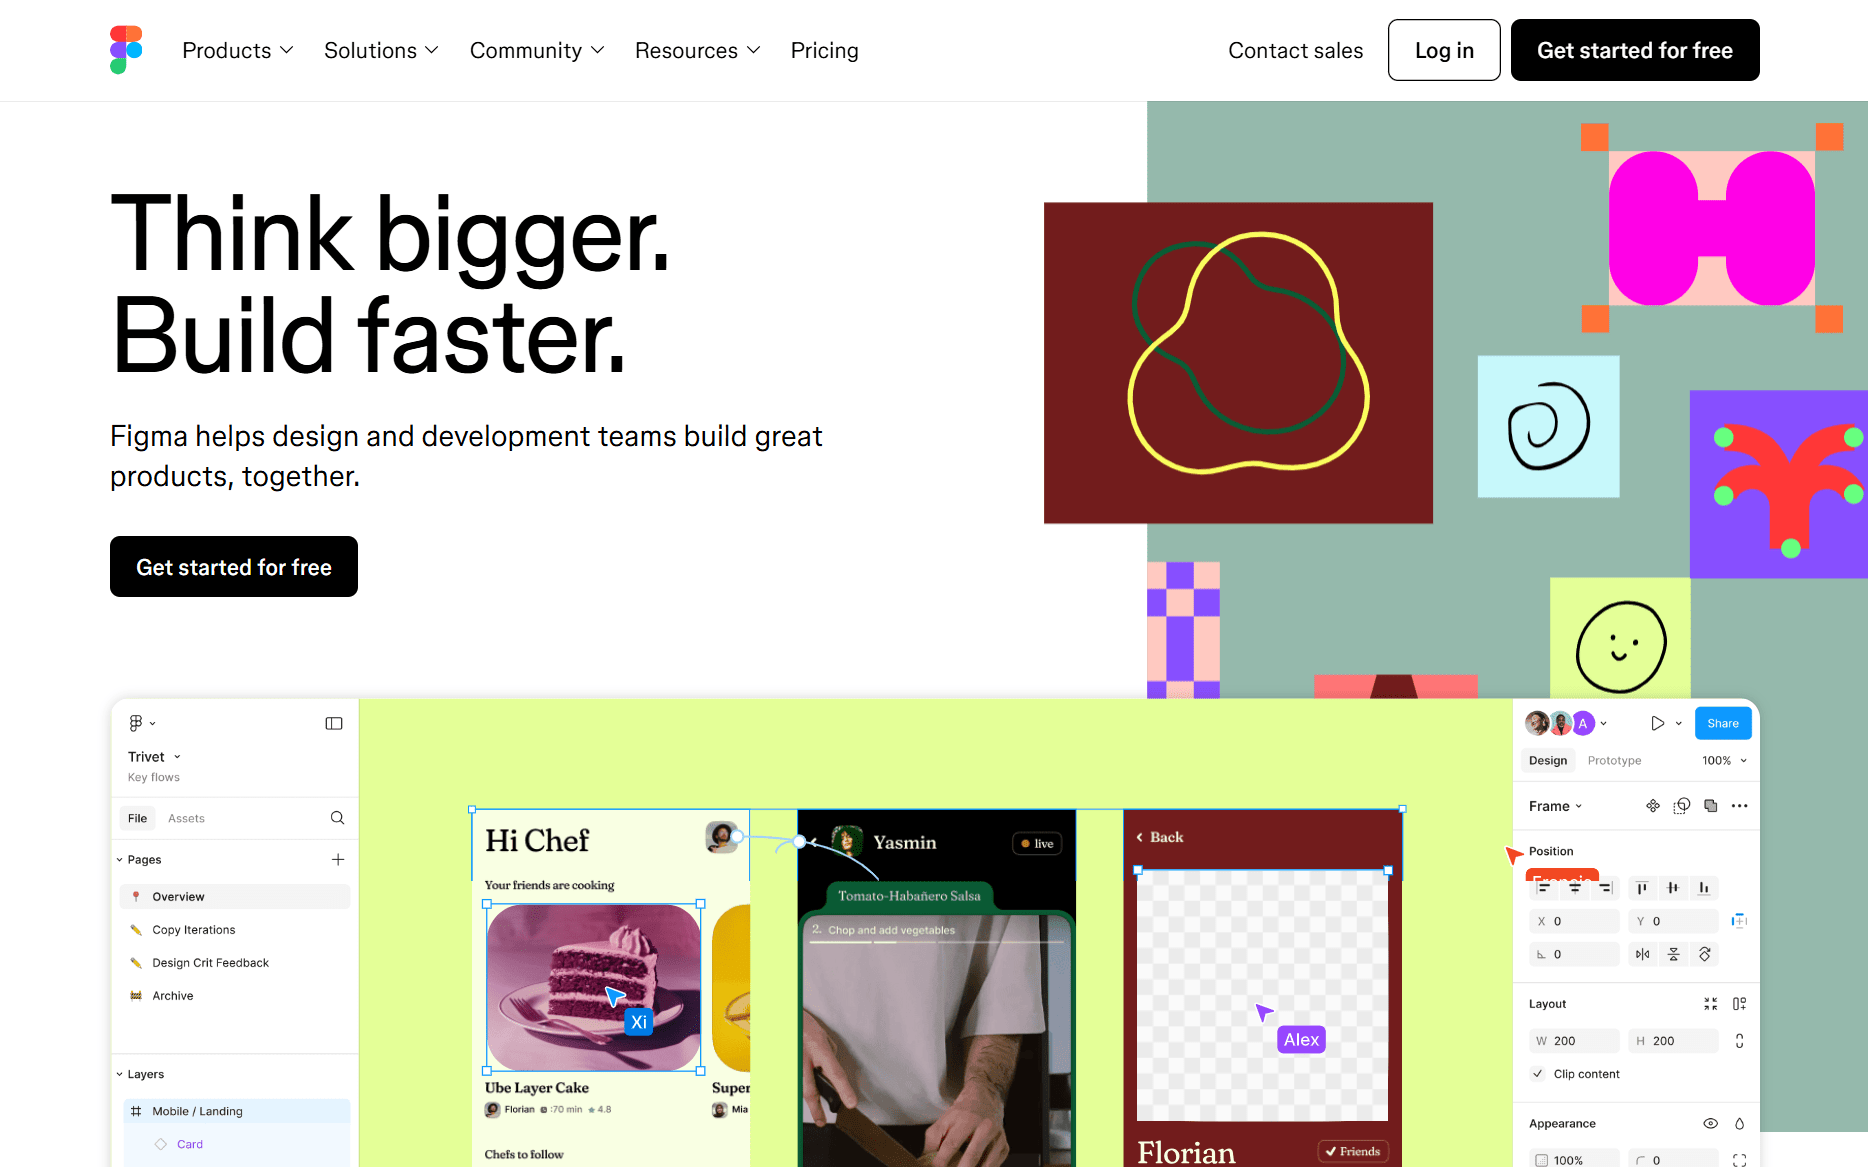 Products
Solutions
Community
Resources
Pricing
Contact sales
Log in
Get started for free
Think bigger.
Build faster.
Figma helps design and development teams build great
products, together.
Get started for free
Trivet
Key flows
File
Assets
Pages
Overview
Copy Iterations
Design Crit Feedback
Archive
Layers
Mobile / Landing
Card
Hi Chef
Your friends are cooking
Xi
Ube Layer Cake
Florian
:70 min
4.8
Super
Mia
Chefs to follow
Yasmin
live
Tomato-Habañero Salsa
2. Chop and add vegetables
Back
Alex
Florian
Friends
A
Share
Design
Prototype
100%
Frame
Position
X 0
Y 0
0
Layout
W 200
H 200
Clip content
Appearance
100%
0